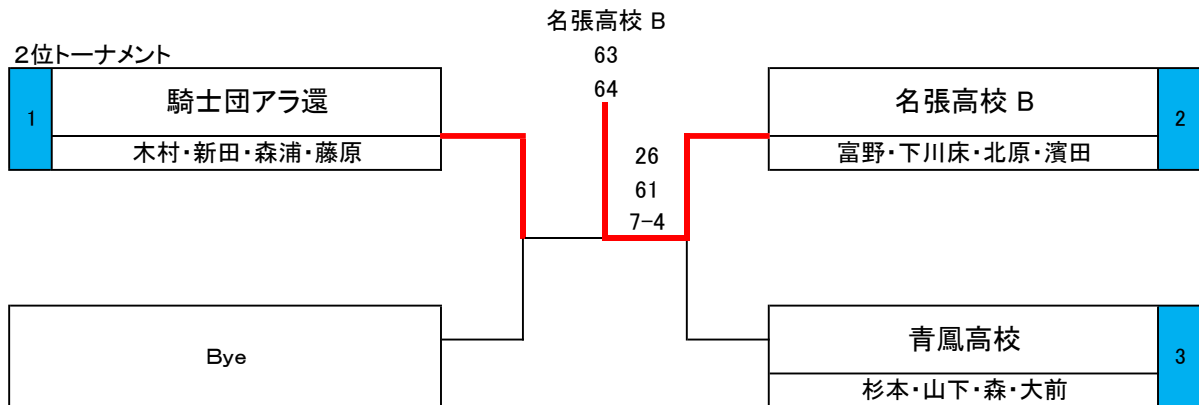 名張高校 B
63
64
2位トーナメント
1
騎士団アラ還
木村・新田・森浦・藤原
名張高校 B
2
富野・下川床・北原・濱田
26
61
7-4
Bye
青鳳高校
3
杉本・山下・森・大前